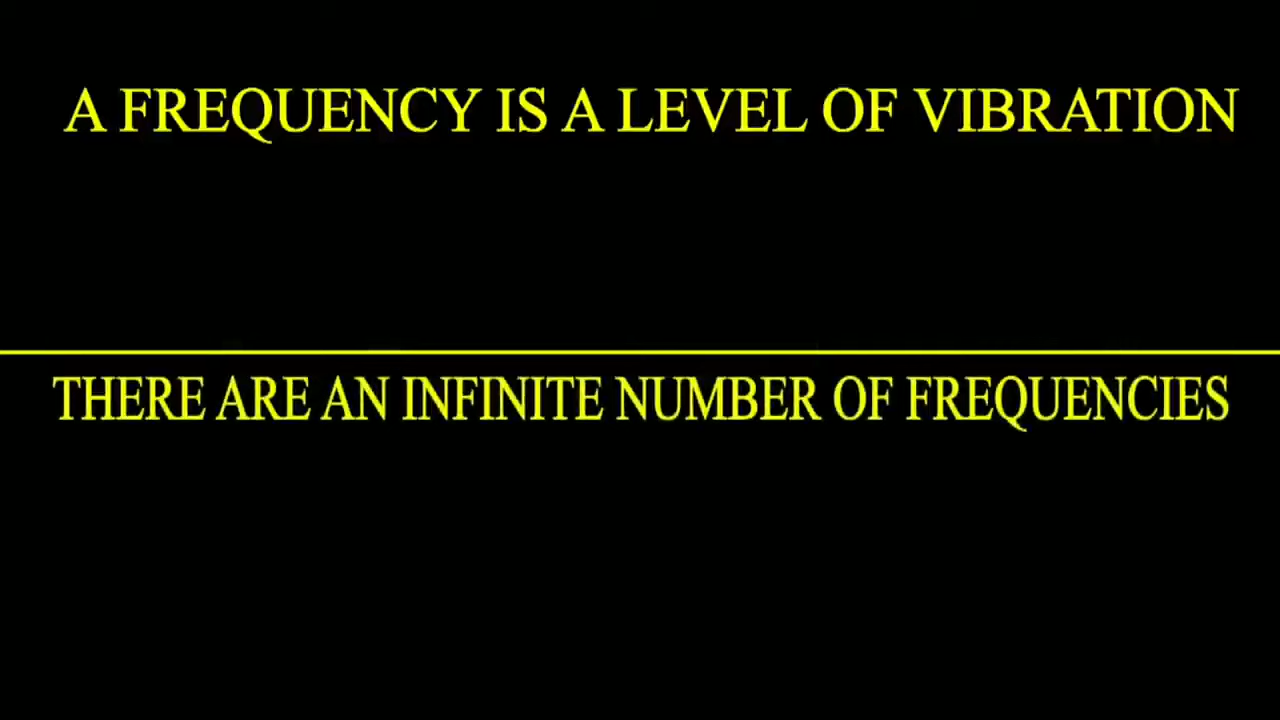 A FREQUENCY IS A LEVEL OF VIBRATION
THERE ARE AN INFINITE NUMBER OF FREQUENCIES